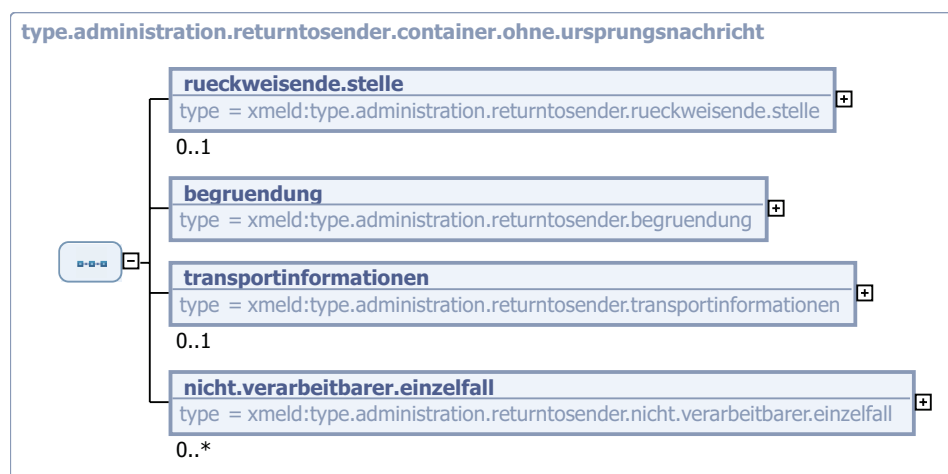 type.administration.returntosender.container.ohne.ursprungsnachricht
rueckweisende.stelle
type = xmeld:type.administration.returntosender.rueckweisende.stelle
0..1
begruendung
type = xmeld:type.administration.returntosender.begruendung
transportinformationen
type = xmeld:type.administration.returntosender.transportinformationen
0..1
nicht.verarbeitbarer.einzelfall
type = xmeld:type.administration.returntosender.nicht.verarbeitbarer.einzelfall
0..*